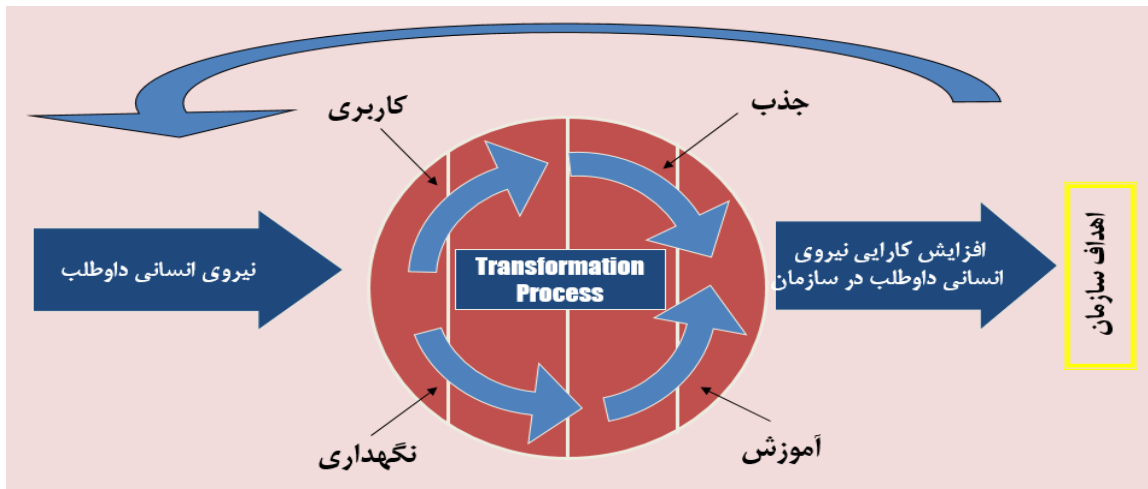 جذب
کاربری
نیروی انسانی داوطلب
Transformation
Process
افزایش کارایی نیروی
انسانی داوطلب در سازمان
اهداف سازمان
آموزش
نگهداری